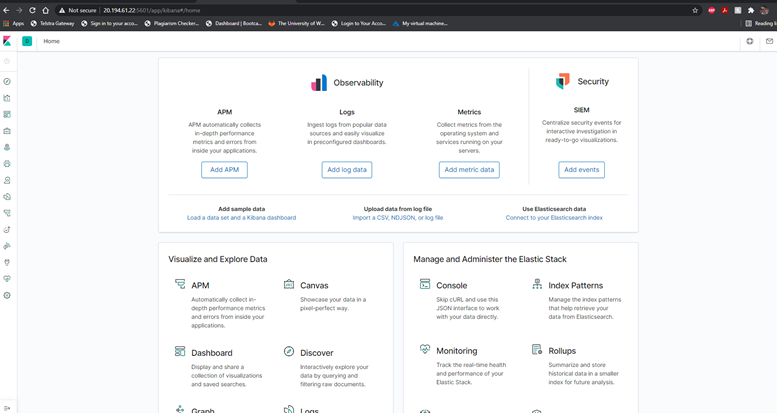 Not secure | 20.194.61.22:5601/app/kibana#/home
Apps Telstra Gateway Sign in to your acco... Plagiarism Checker... Dashboard | Bootca... The University of W... Login to Your Acco... My virtual machine... Reading li
D Home
Observability
Security
APM
APM automatically collects
in-depth performance
metrics and errors from
inside your applications.
Add APM
Logs
Ingest logs from popular data
sources and easily visualize
in preconfigured dashboards.
Add log data
Metrics
Collect metrics from the
operating system and
services running on your
servers.
Add metric data
SIEM
Centralize security events for
interactive investigation in
ready-to-go visualizations.
Add events
Add sample data
Load a data set and a Kibana dashboard
Upload data from log file
Import a CSV, NDJSON, or log file
Use Elasticsearch data
Connect to your Elasticsearch index
Visualize and Explore Data
APM
Automatically collect in-
depth performance
metrics and errors from
inside your
applications.
Canvas
Showcase your data in a
pixel-perfect way.
Dashboard
Display and share a
collection of
visualizations and
saved searches.
Discover
Interactively explore
your data by querying
and filtering raw
documents.
Graph
Logs
Manage and Administer the Elastic Stack
Console
Skip cURL and use this
JSON interface to work
with your data directly.
Index Patterns
Manage the index
patterns that help
retrieve your data from
Elasticsearch.
Monitoring
Track the real-time
health and performance
of your Elastic Stack.
Rollups
Summarize and store
historical data in a
smaller index for future
analysis.